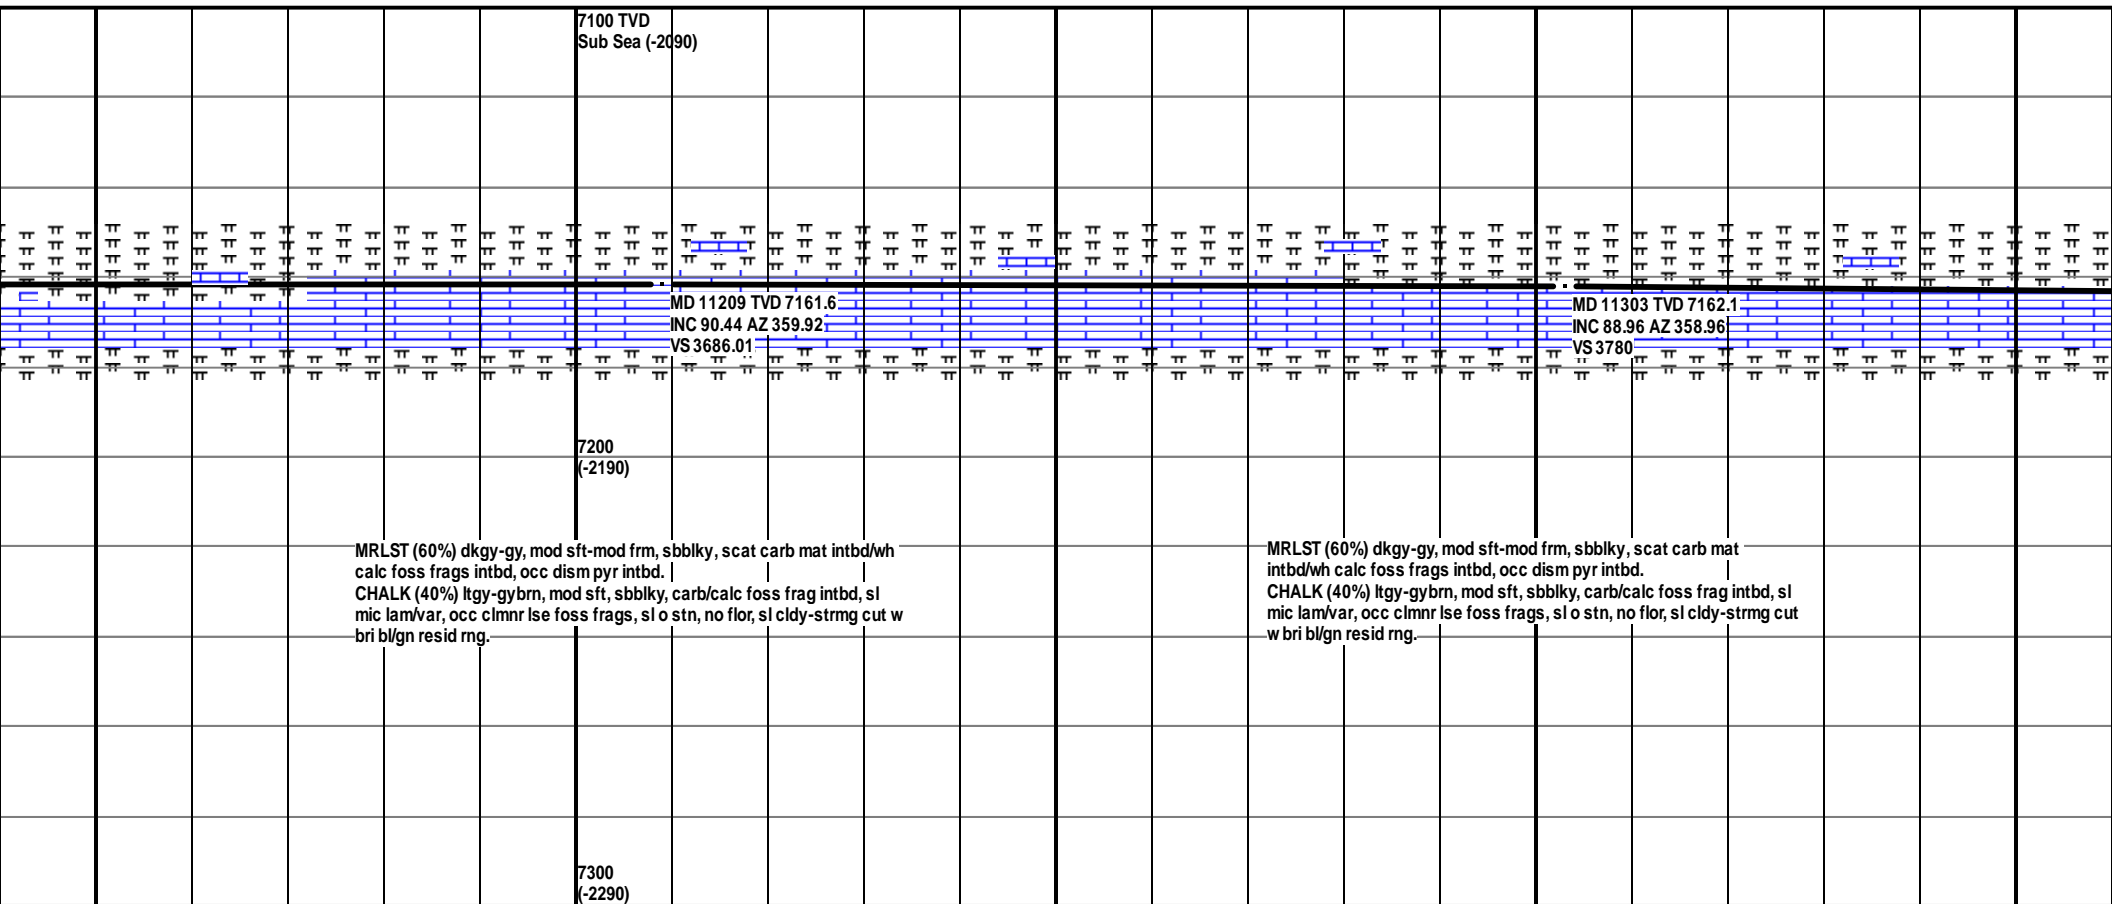 7100 TVD
Sub Sea (-2090)
MD 11209 TVD 7161.6
INC 90.44 AZ 359.92
VS 3686.01
MD 11303 TVD 7162.1
INC 88.96 AZ 358.96
VS 3780
7200
(-2190)
MRLST (60%) dkgy-gy, mod sft-mod frm, sbblky, scat carb mat intbd/wh
calc foss frags intbd, occ dism pyr intbd.
CHALK (40%) ltgy-gybrn, mod sft, sbblky, carb/calc foss frag intbd, sl
mic lam/var, occ clmnr lse foss frags, sl o stn, no flor, sl cldy-strmg cut w
bri bl/gn resid rng.
MRLST (60%) dkgy-gy, mod sft-mod frm, sbblky, scat carb mat
intbd/wh calc foss frags intbd, occ dism pyr intbd.
CHALK (40%) ltgy-gybrn, mod sft, sbblky, carb/calc foss frag intbd, sl
mic lam/var, occ clmnr lse foss frags, sl o stn, no flor, sl cldy-strmg cut
w bri bl/gn resid rng.
7300
(-2290)